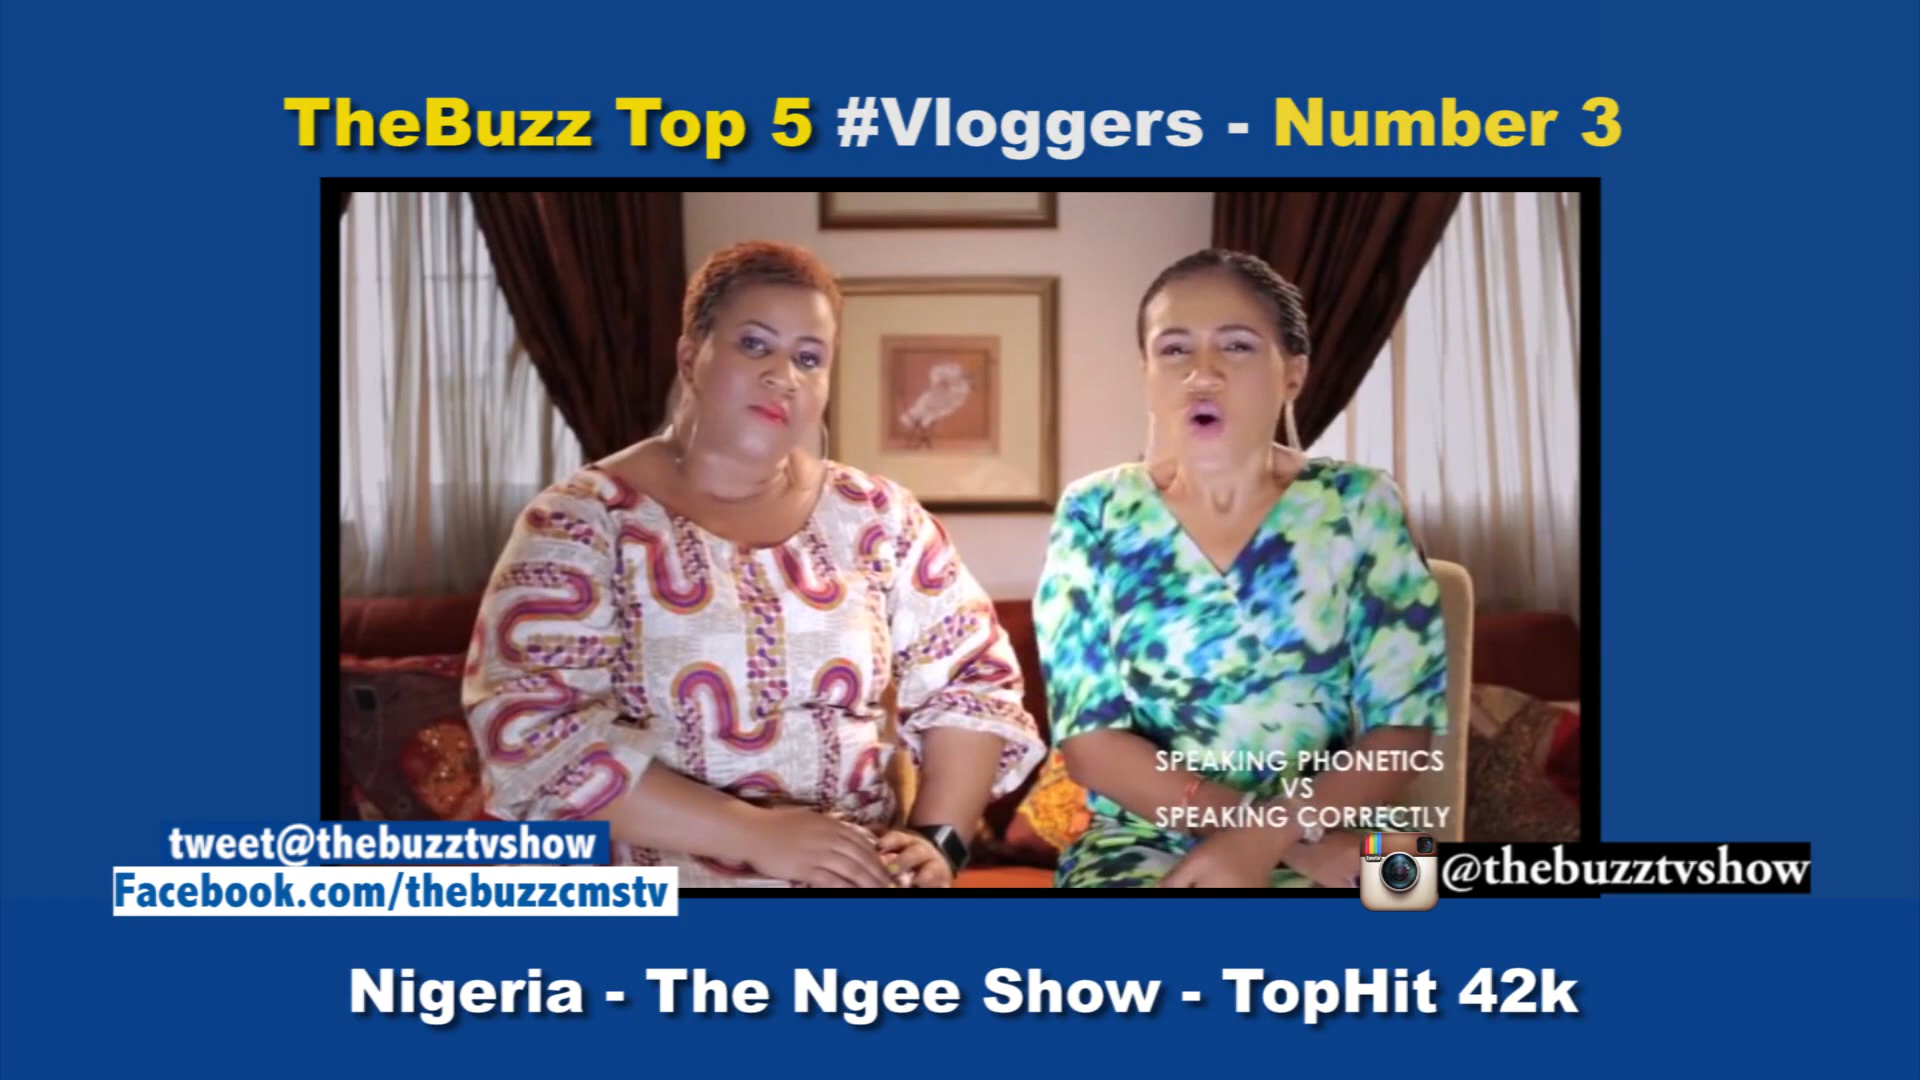 TheBuzz Top 5 #Vloggers - Number 3
SPEAKING PHONETICS
VS
SPEAKING CORRECTLY
tweet@thebuzztvshow
Facebook.com/thebuzzcmstv
@thebuzztvshow
Nigeria - The Ngee Show - TopHit 42k